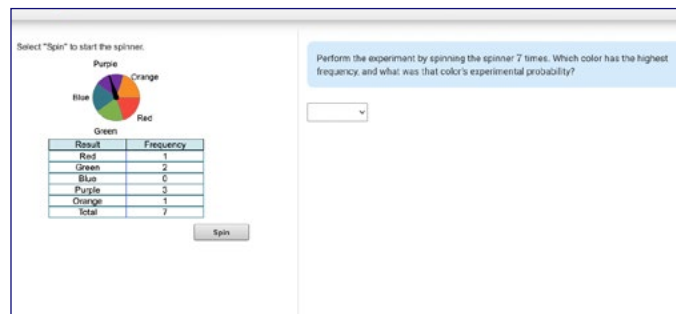 Select "Spin" to start the spinner.
Purple
Orange
Blue
Red
Green
Result Frequency
Red 1
Green 2
Blue 0
Purple 3
Orange 1
Total 7
Spin
Perform the experiment by spinning the spinner 7 times. Which color has the highest
frequency, and what was that color's experimental probability?